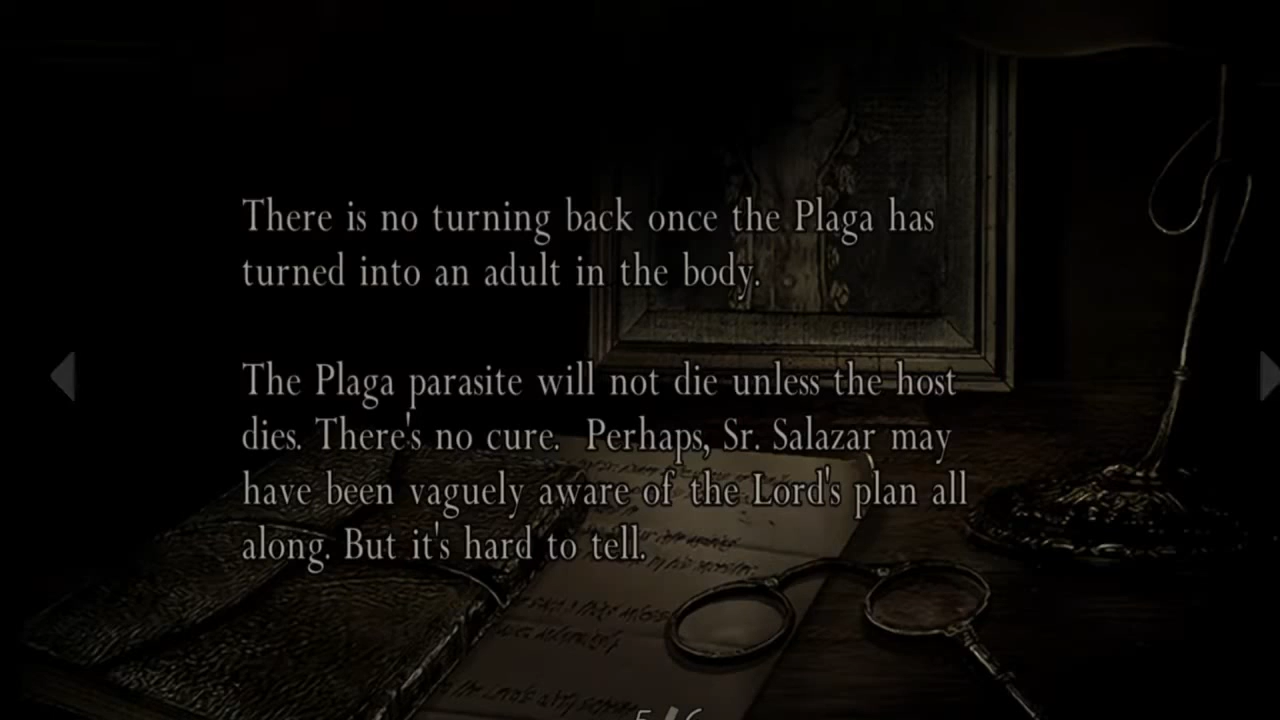 There is no turning back once the Plaga has
turned into an adult in the body.
The Plaga parasite will not die unless the host
dies. There's no cure.  Perhaps, Sr. Salazar may
have been vaguely aware of the Lord's plan all
along. But it's hard to tell.
5/6